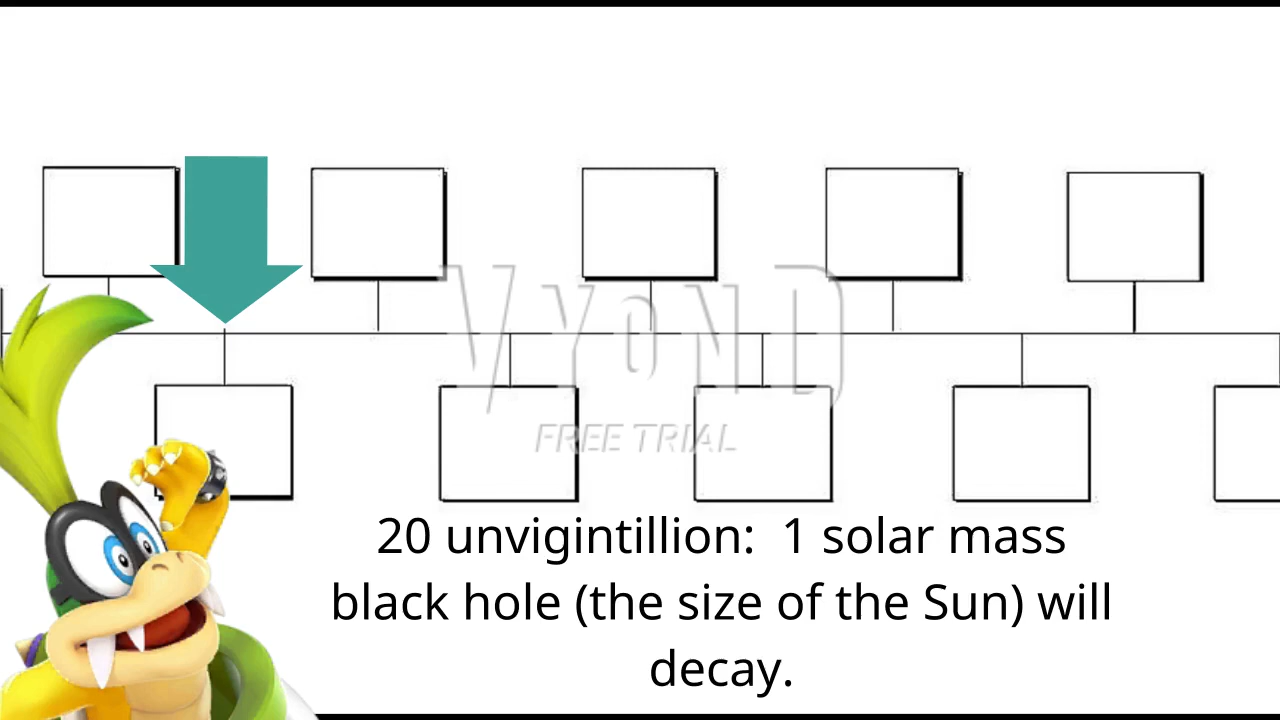 VYOND
FREE TRIAL
20 unvigintillion: 1 solar mass
black hole (the size of the Sun) will
decay.